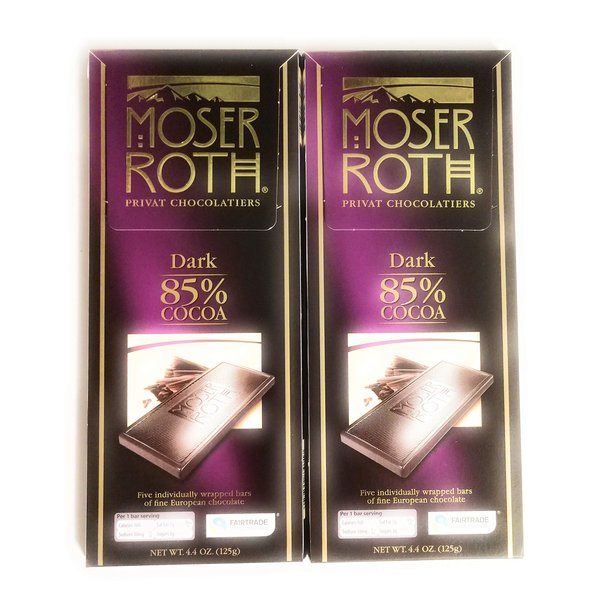 MOSER
ROTH®
PRIVAT CHOCOLATIERS
Dark
85%
COCOA
MOSER
ROTH
Five individually wrapped bars
of fine European chocolate
Per 1 bar serving
FAIRTRADE
NET WT. 4.4 OZ. (125g)
MOSER
ROTH®
PRIVAT CHOCOLATIERS
Dark
85%
COCOA
MOSER
ROTH
Five individually wrapped bars
of fine European chocolate
Per 1 bar serving
FAIRTRADE
NET WT. 4.4 OZ. (125g)